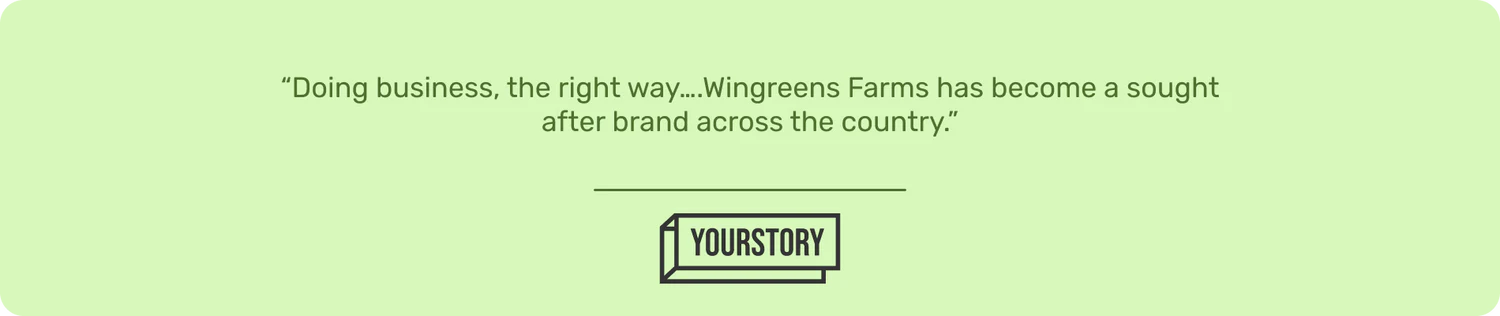 “Doing business, the right way....Wingreens Farms has become a sought
after brand across the country.”
YOURSTORY